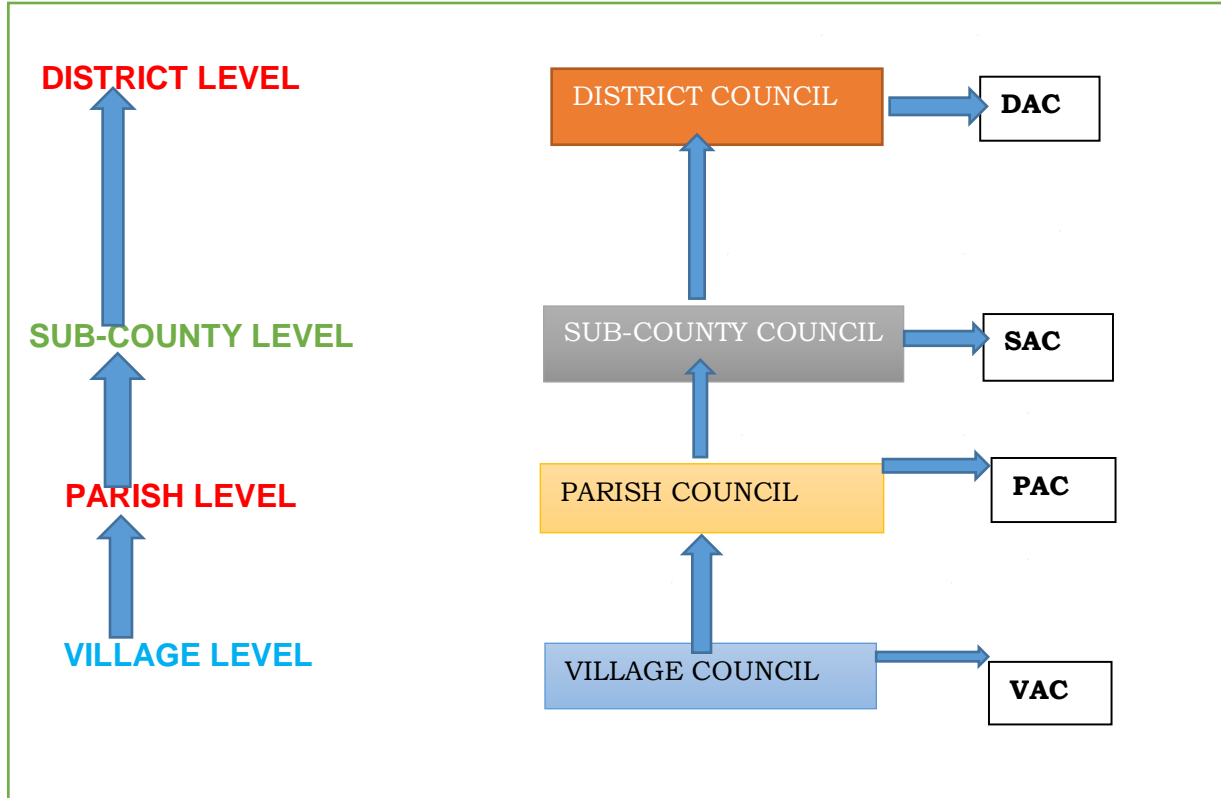 DISTRICT LEVEL
DISTRICT COUNCIL
DAC
SUB-COUNTY LEVEL
SUB-COUNTY COUNCIL
SAC
PARISH LEVEL
PARISH COUNCIL
PAC
VILLAGE LEVEL
VILLAGE COUNCIL
VAC